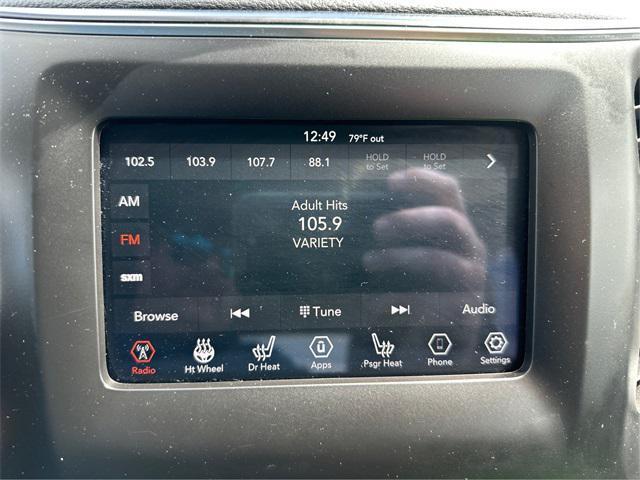 12:49 79°F out
102.5 103.9 107.7 88.1 HOLD to Set HOLD to Set
AM
FM
sxm
Adult Hits
105.9
VARIETY
Browse Tune Audio
Radio Ht Wheel Dr Heat Apps Psgr Heat Phone Settings